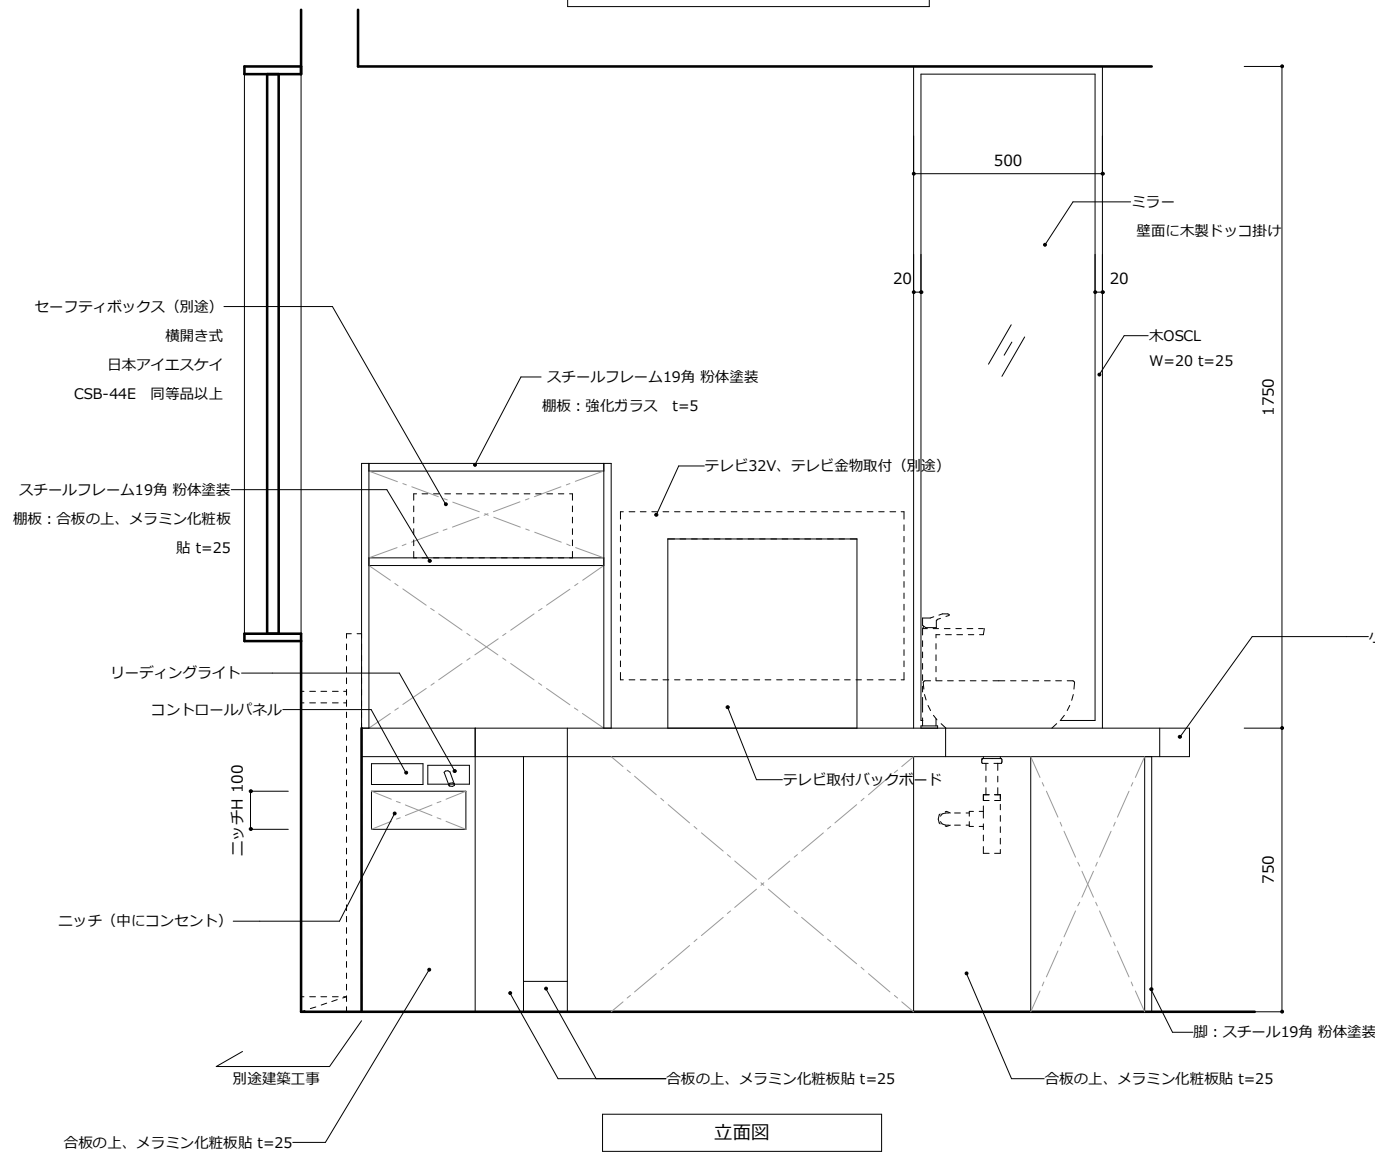 500
ミラー
壁面に木製ドッコ掛け
20
20
セーフティボックス（別途）
横開き式
日本アイエスケイ
CSB-44E　同等品以上
木OSCL
W=20 t=25
スチールフレーム19角 粉体塗装
棚板：強化ガラス　t=5
1750
テレビ32V、テレビ金物取付（別途）
スチールフレーム19角 粉体塗装
棚板：合板の上、メラミン化粧板
貼 t=25
リーディングライト
コントロールパネル
テレビ取付バックボード
ニッチH 100
750
ニッチ（中にコンセント）
脚：スチール19角 粉体塗装
別途建築工事
合板の上、メラミン化粧板貼 t=25
合板の上、メラミン化粧板貼 t=25
合板の上、メラミン化粧板貼 t=25
立面図